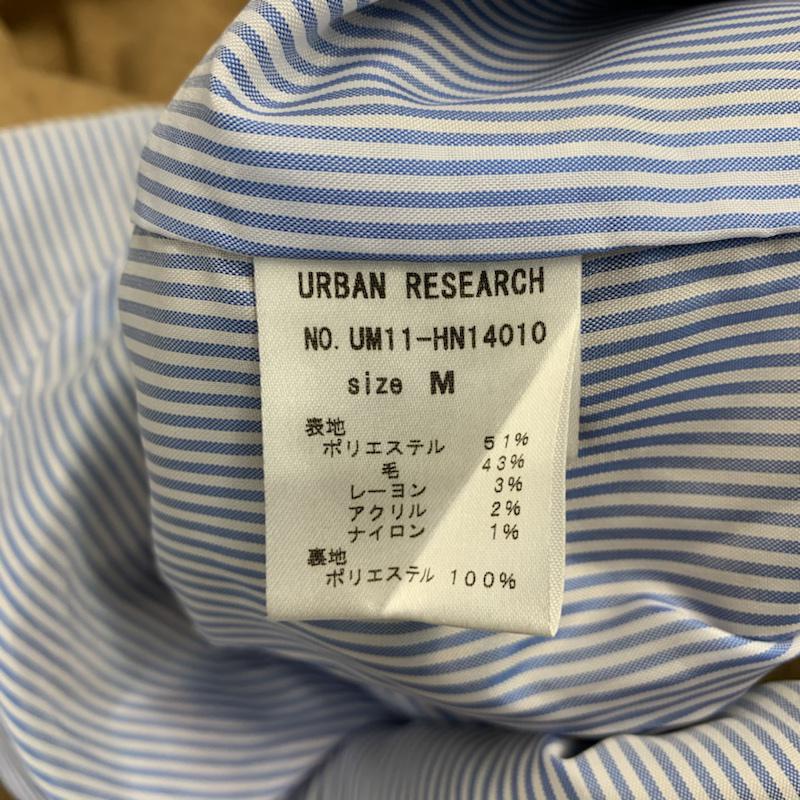 URBAN RESEARCH
NO. UM11-HN14010
size M
表地
ポリエステル 51%
毛 43%
レーヨン 3%
アクリル 2%
ナイロン 1%
裏地
ポリエステル 100%